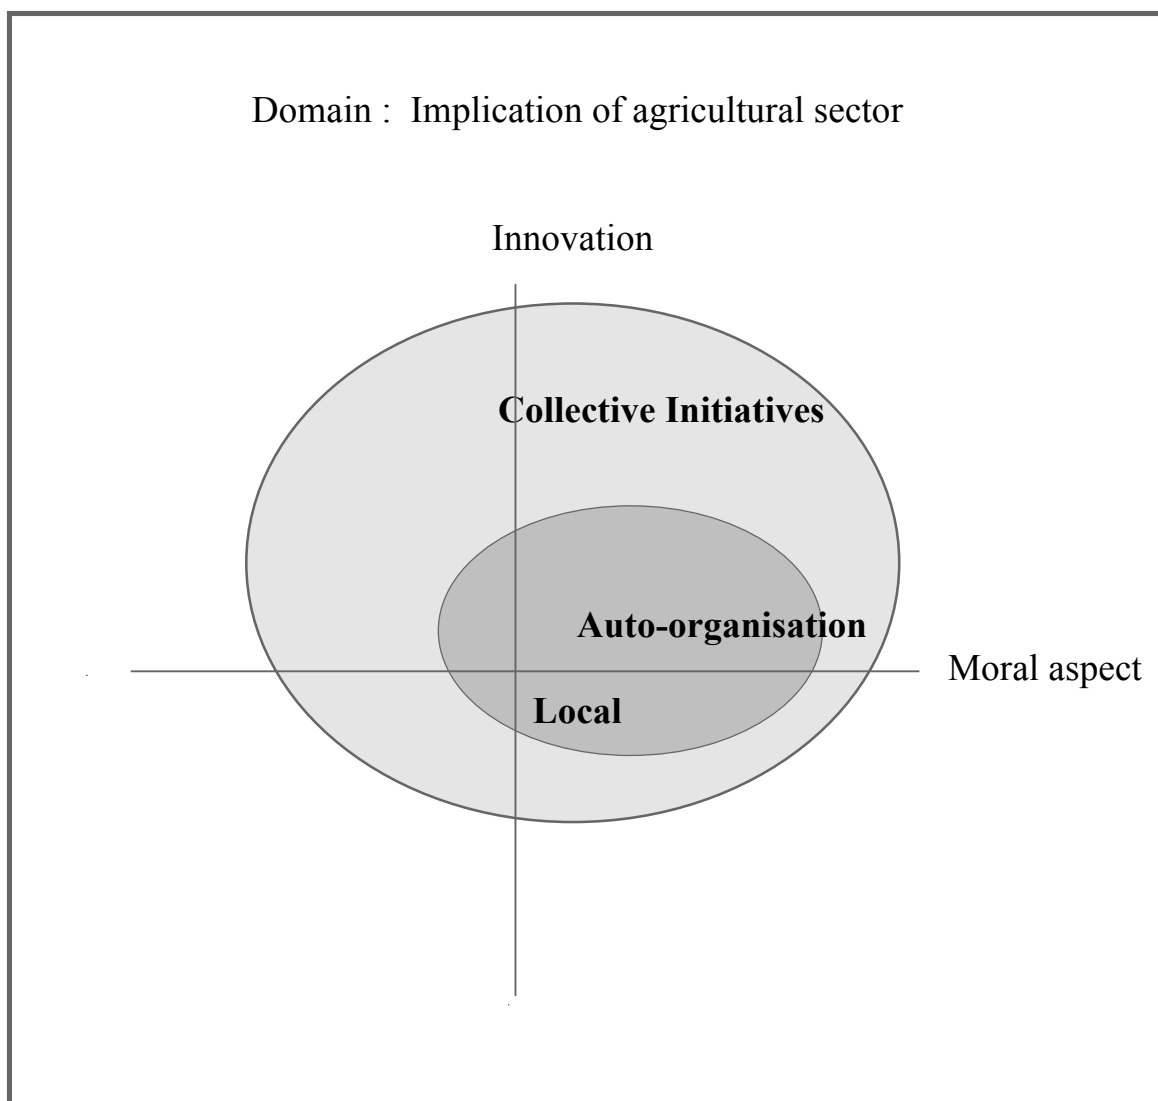 Domain :  Implication of agricultural sector
Innovation
Collective Initiatives
Auto-organisation
Moral aspect
Local